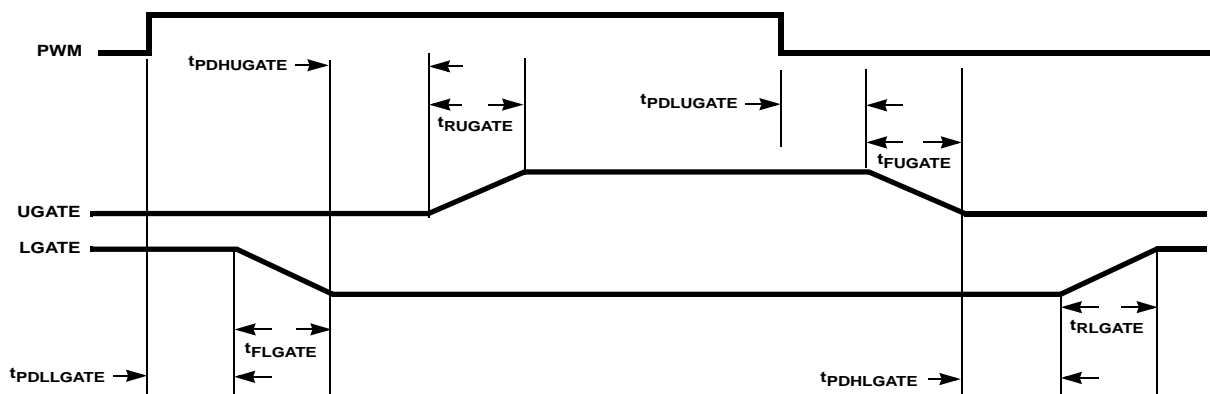 PWM
tPDHUGATE
tPDLUGATE
tRUGATE
tFUGATE
UGATE
LGATE
tRLGATE
tFLGATE
tPDLLGATE
tPDHLGATE